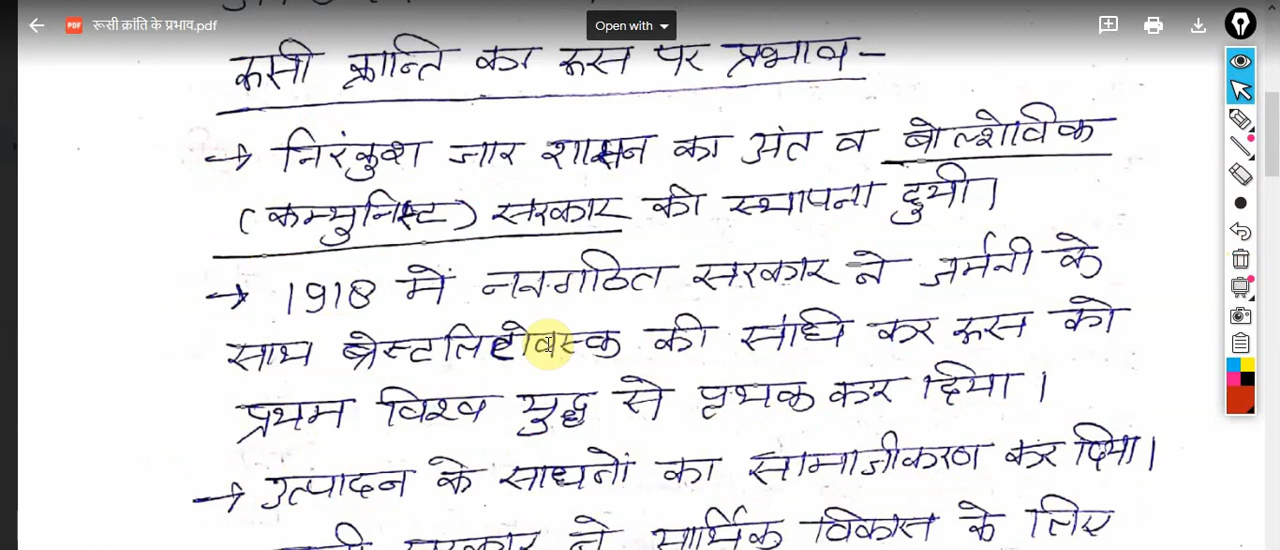 रूसी क्रांति के प्रभाव.pdf
Open with
रूसी क्रान्ति का रूस पर प्रभाव-
→ निरंकुश जार शासन का अंत व बोल्शेविक
(कम्युनिस्ट) सरकार की स्थापना हुयी।
→ 1918 में नवगठित सरकार ने जर्मनी के
साथ ब्रेस्टलिटोवस्क की संधि कर रूस को
प्रथम विश्व युद्ध से पृथक कर दिया।
→ उत्पादन के साधनों का सामाजीकरण कर दिया।
सरकार ने आर्थिक विकास के लिए